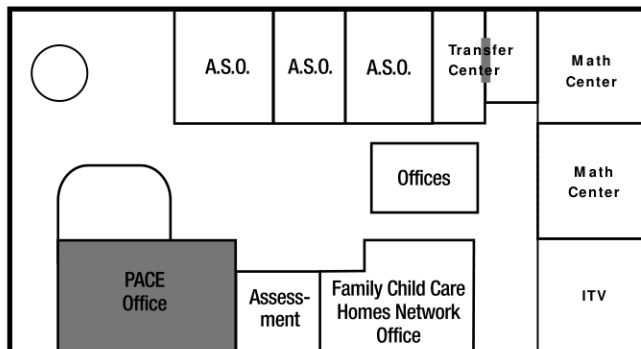 A.S.O.
A.S.O.
A.S.O.
Transfer
Center
Math
Center
Offices
Math
Center
PACE
Office
Assess-
ment
Family Child Care
Homes Network
Office
ITV